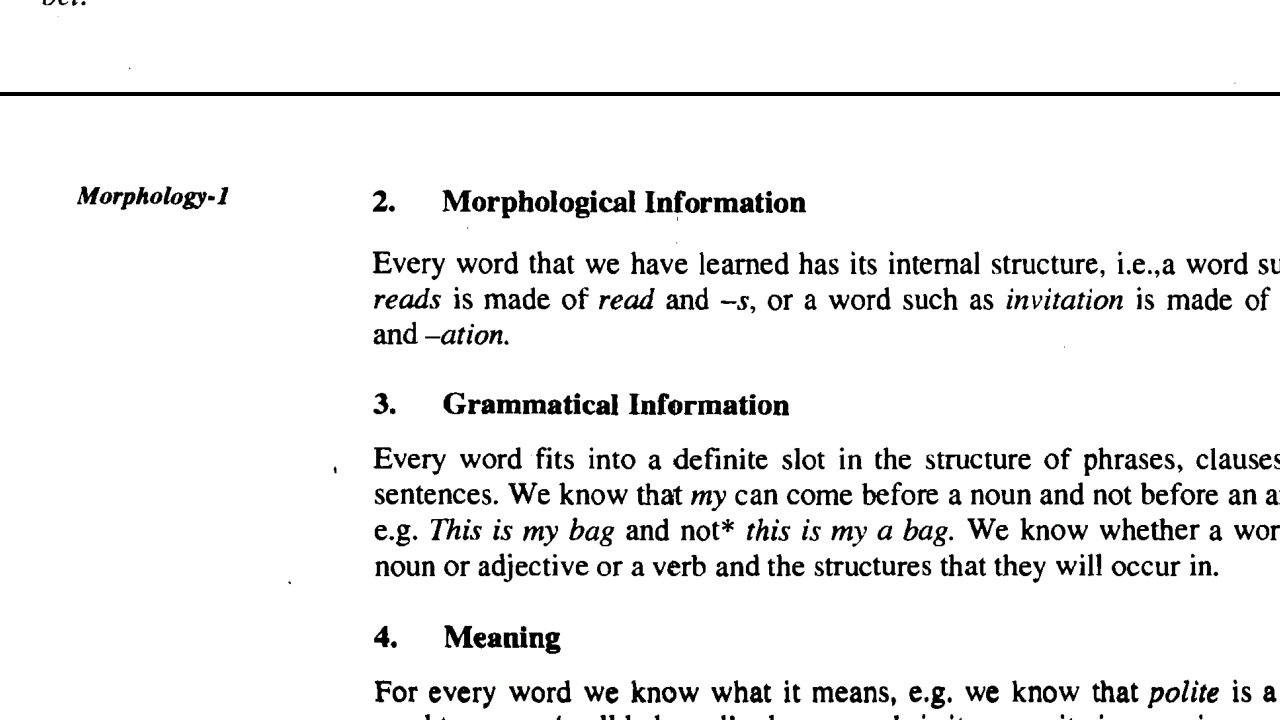 Morphology-1
2. Morphological Information
Every word that we have learned has its internal structure, i.e.,a word
reads is made of read and –s, or a word such as invitation is made of
and –ation.
3. Grammatical Information
Every word fits into a definite slot in the structure of phrases, clauses
sentences. We know that my can come before a noun and not before an
e.g. This is my bag and not* this is my a bag. We know whether a
noun or adjective or a verb and the structures that they will occur in.
4. Meaning
For every word we know what it means, e.g. we know that polite is a